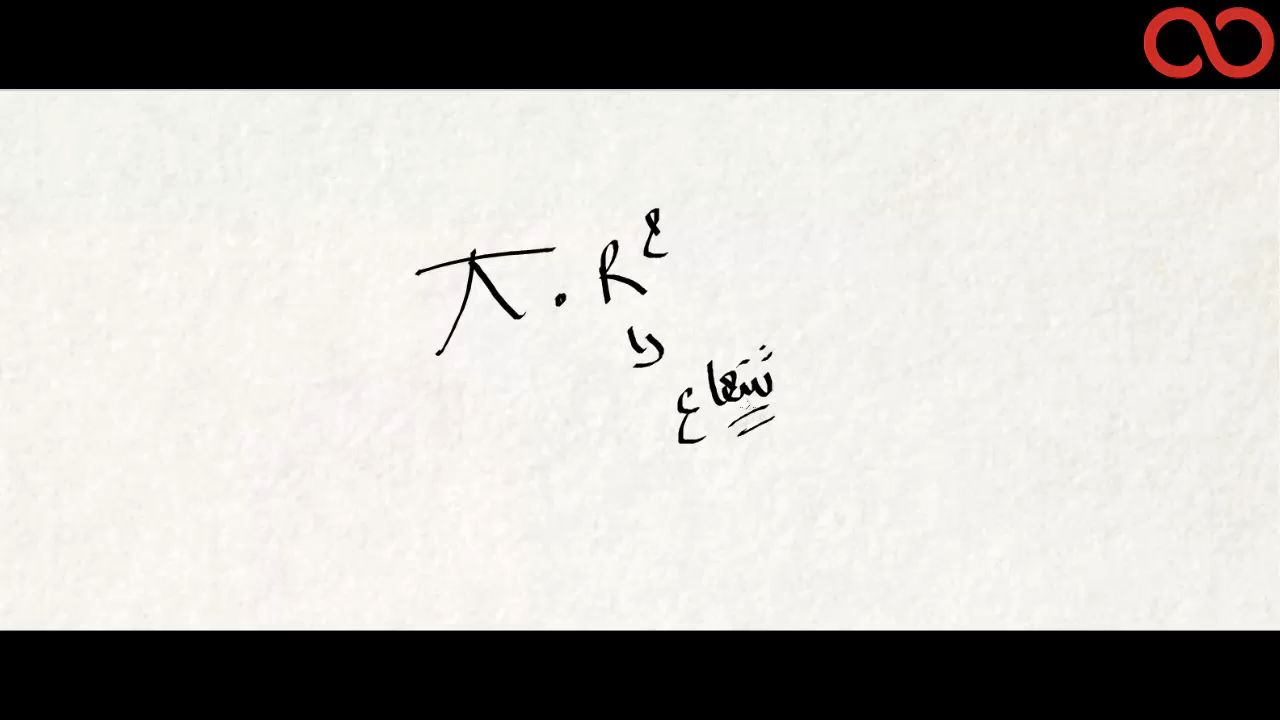 π . R²
شعاع